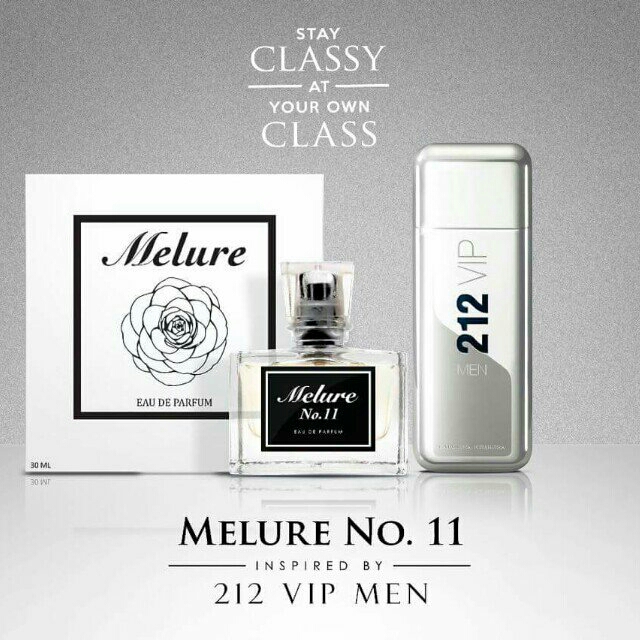 STAY
CLASSY
AT
YOUR OWN
CLASS
Melure
EAU DE PARFUM
30 ML
Melure
No.11
EAU DE PARFUM
212 VIP
MEN
MELURE NO. 11
INSPIRED BY
212 VIP MEN